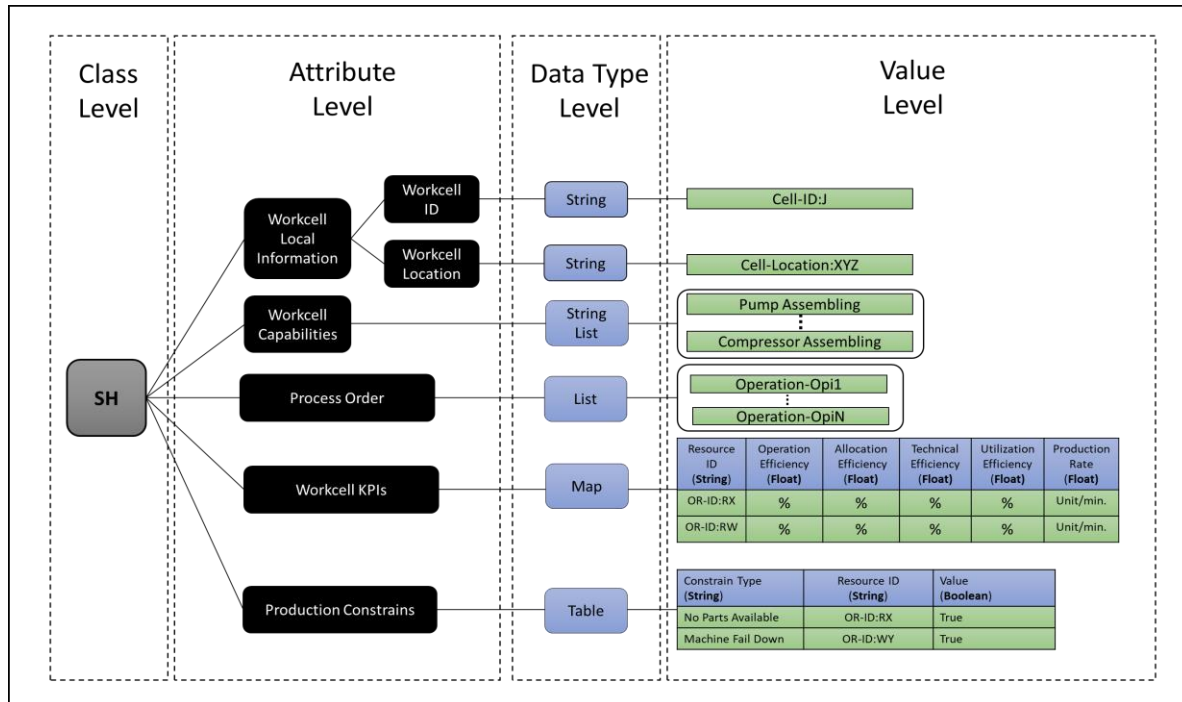 Class
Level
Attribute
Level
Data Type
Level
Value
Level
SH
Workcell
Local
Information
Workcell
ID
String
Cell-ID:J
Workcell
Location
String
Cell-Location:XYZ
Workcell
Capabilities
String
List
Pump Assembling
Compressor Assembling
Process Order
List
Operation-Opi1
Operation-OpiN
Workcell KPIs
Map
Resource
ID
(String)
Operation
Efficiency
(Float)
Allocation
Efficiency
(Float)
Technical
Efficiency
(Float)
Utilization
Efficiency
(Float)
Production
Rate
(Float)
OR-ID:RX % % % % Unit/min.
OR-ID:RW % % % % Unit/min.
Production Constrains
Table
Constrain Type
(String)
Resource ID
(String)
Value
(Boolean)
No Parts Available OR-ID:RX True
Machine Fail Down OR-ID:WY True